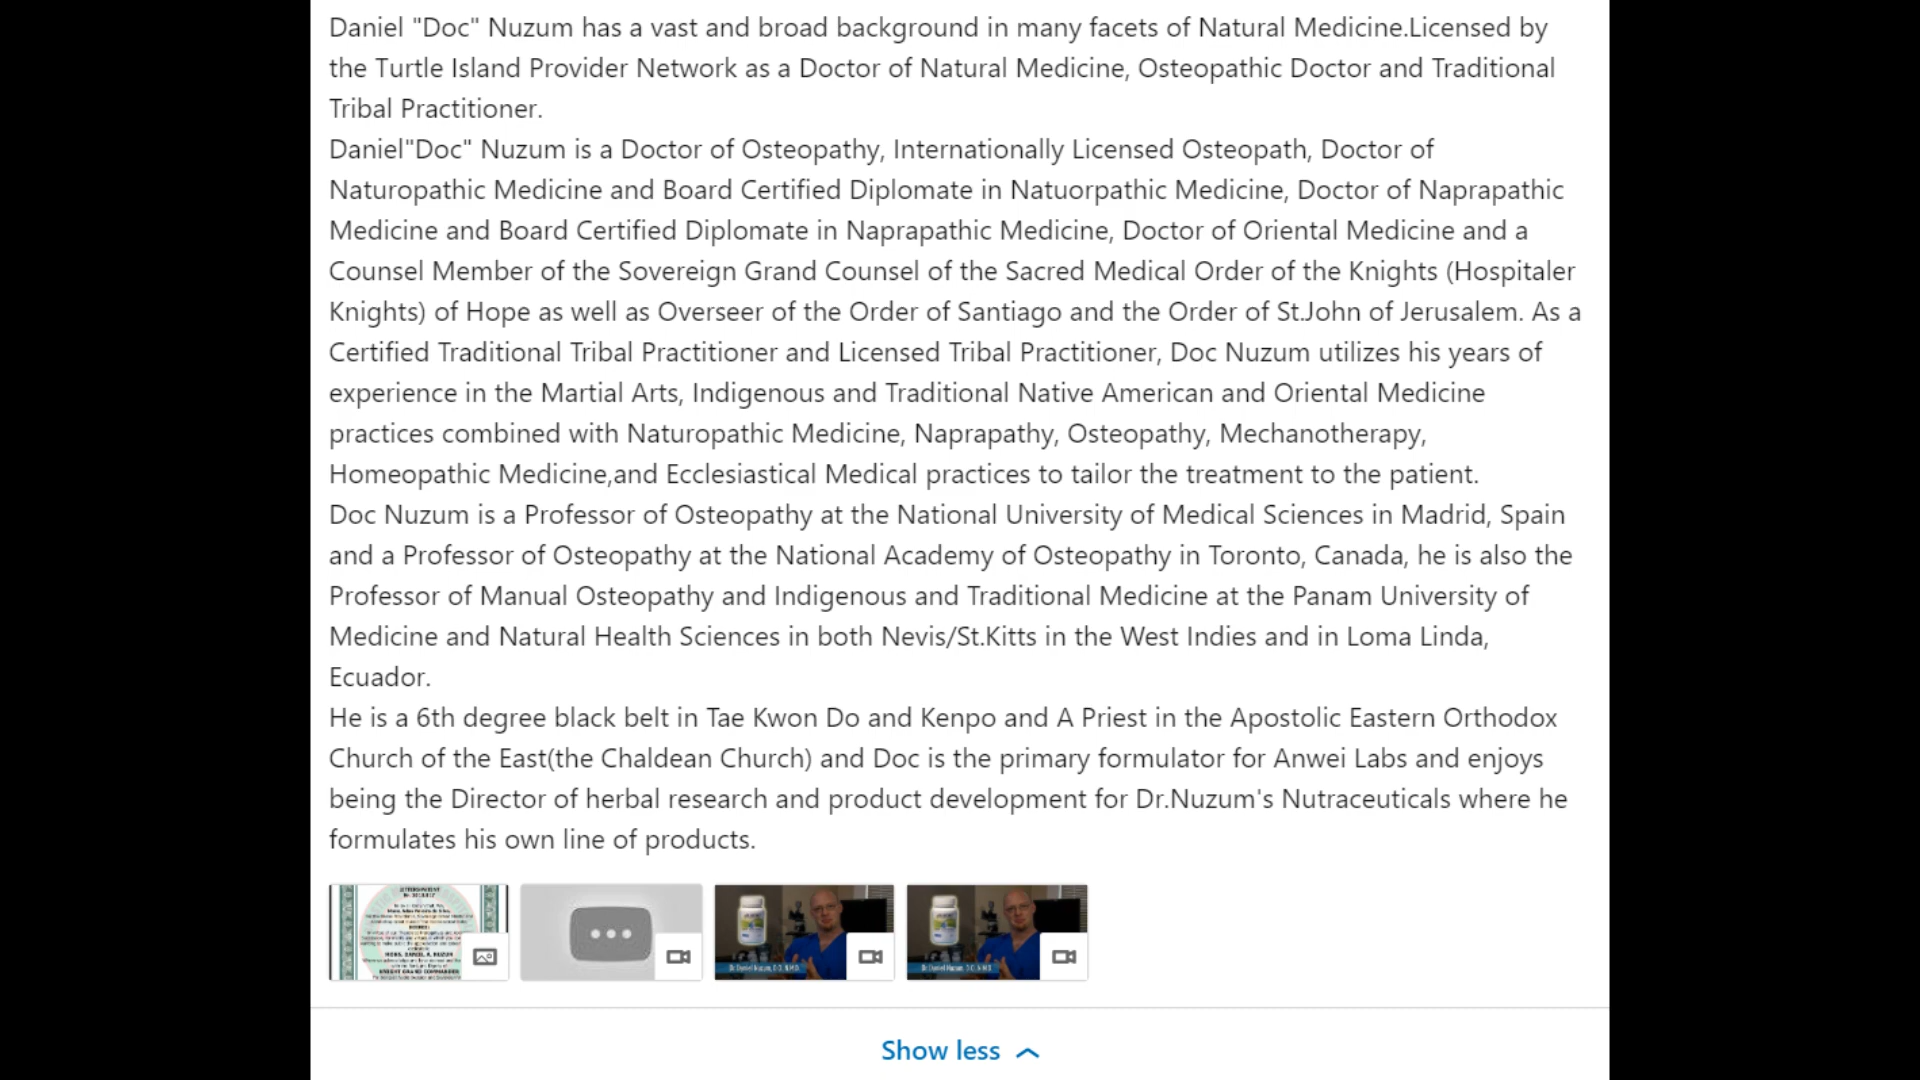 Daniel "Doc" Nuzum has a vast and broad background in many facets of Natural Medicine.Licensed by
the Turtle Island Provider Network as a Doctor of Natural Medicine, Osteopathic Doctor and Traditional
Tribal Practitioner.
Daniel"Doc" Nuzum is a Doctor of Osteopathy, Internationally Licensed Osteopath, Doctor of
Naturopathic Medicine and Board Certified Diplomate in Natuorpathic Medicine, Doctor of Naprapathic
Medicine and Board Certified Diplomate in Naprapathic Medicine, Doctor of Oriental Medicine and a
Counsel Member of the Sovereign Grand Counsel of the Sacred Medical Order of the Knights (Hospitaler
Knights) of Hope as well as Overseer of the Order of Santiago and the Order of St.John of Jerusalem. As a
Certified Traditional Tribal Practitioner and Licensed Tribal Practitioner, Doc Nuzum utilizes his years of
experience in the Martial Arts, Indigenous and Traditional Native American and Oriental Medicine
practices combined with Naturopathic Medicine, Naprapathy, Osteopathy, Mechanotherapy,
Homeopathic Medicine,and Ecclesiastical Medical practices to tailor the treatment to the patient.
Doc Nuzum is a Professor of Osteopathy at the National University of Medical Sciences in Madrid, Spain
and a Professor of Osteopathy at the National Academy of Osteopathy in Toronto, Canada, he is also the
Professor of Manual Osteopathy and Indigenous and Traditional Medicine at the Panam University of
Medicine and Natural Health Sciences in both Nevis/St.Kitts in the West Indies and in Loma Linda,
Ecuador.
He is a 6th degree black belt in Tae Kwon Do and Kenpo and A Priest in the Apostolic Eastern Orthodox
Church of the East(the Chaldean Church) and Doc is the primary formulator for Anwei Labs and enjoys
being the Director of herbal research and product development for Dr.Nuzum's Nutraceuticals where he
formulates his own line of products.
MONS. DANIEL A. NUZUM
KNIGHT GRAND COMMANDER
Dr. Daniel Nuzum, D.O., N.M.D.
Dr. Daniel Nuzum, D.O., N.M.D.
Show less